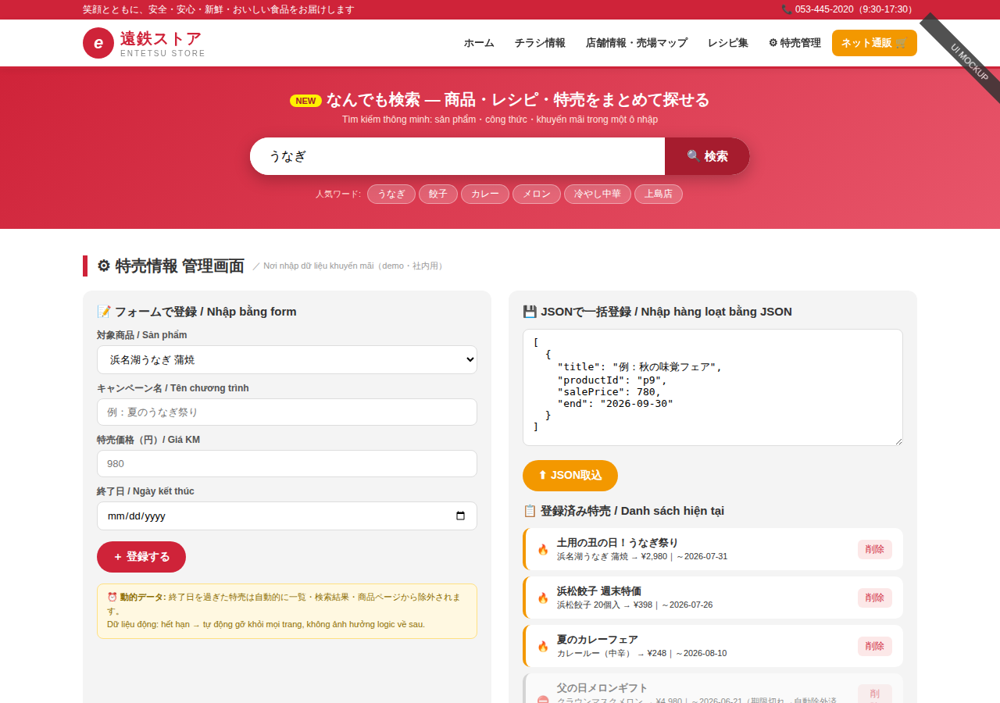 笑顔とともに、安全・安心・新鮮・おいしい食品をお届けします
📞 053-445-2020（9:30-17:30）
e
遠鉄ストア
ENTETSU STORE
ホーム
チラシ情報
店舗情報・売場マップ
レシピ集
⚙ 特売管理
ネット通販 🛒
UI MOCKUP
NEW なんでも検索 — 商品・レシピ・特売をまとめて探せる
Tìm kiếm thông minh: sản phẩm・công thức・khuyến mãi trong một ô nhập
うなぎ
🔍 検索
人気ワード: うなぎ 餃子 カレー メロン 冷やし中華 上島店
⚙ 特売情報 管理画面 ／ Nơi nhập dữ liệu khuyến mãi（demo・社内用）
📝 フォームで登録 / Nhập bằng form
対象商品 / Sản phẩm
浜名湖うなぎ 蒲焼
キャンペーン名 / Tên chương trình
例：夏のうなぎ祭り
特売価格（円）/ Giá KM
980
終了日 / Ngày kết thúc
mm/dd/yyyy
＋ 登録する
⏰ 動的データ: 終了日を過ぎた特売は自動的に一覧・検索結果・商品ページから除外されま
す。
Dữ liệu động: hết hạn → tự động gỡ khỏi mọi trang, không ảnh hưởng logic về sau.
💾 JSONで一括登録 / Nhập hàng loạt bằng JSON
[
{
"title": "例：秋の味覚フェア",
"productId": "p9",
"salePrice": 780,
"end": "2026-09-30"
}
]
⬆ JSON取込
📋 登録済み特売 / Danh sách hiện tại
🔥 土用の丑の日！うなぎ祭り
浜名湖うなぎ 蒲焼 → ¥2,980｜～2026-07-31
削除
🔥 浜松餃子 週末特価
浜松餃子 20個入 → ¥398｜～2026-07-26
削除
🔥 夏のカレーフェア
カレールー（中辛） → ¥248｜～2026-08-10
削除
父の日メロンギフト
クラウンマスクメロン → ¥4,980｜～2026-06-21（期限切れ→自動除外済
削